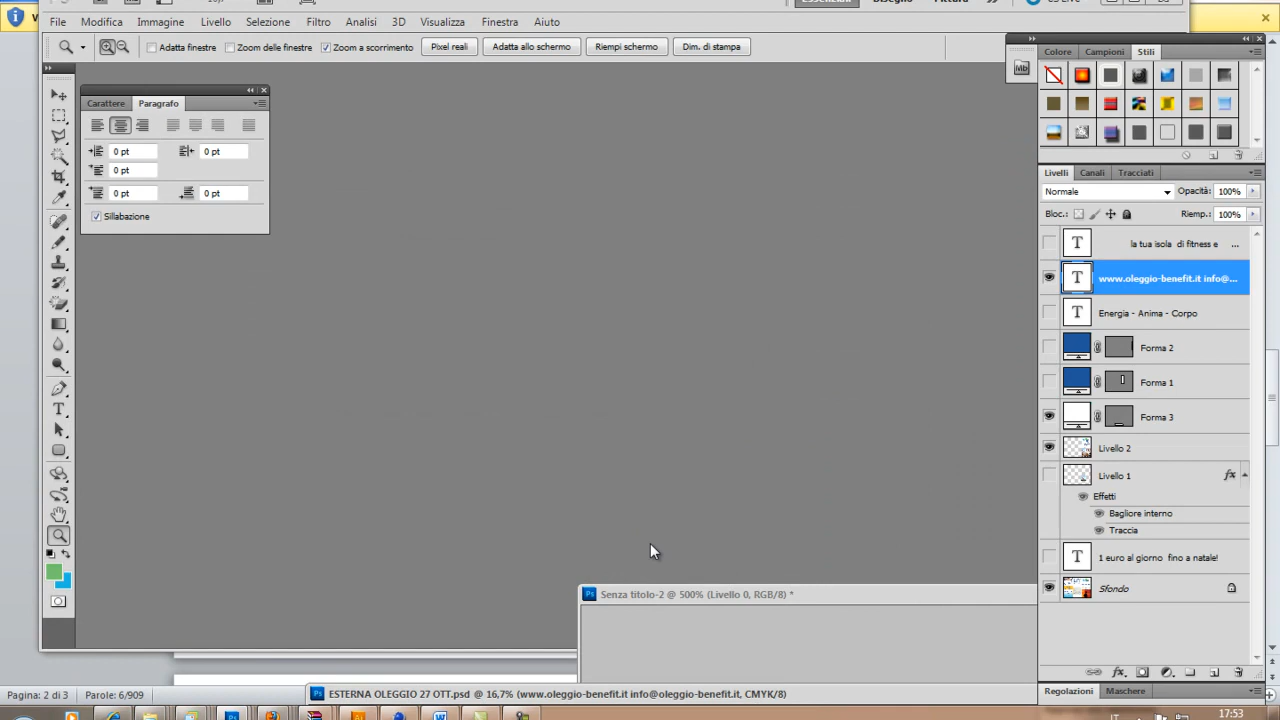 File Modifica Immagine Livello Selezione Filtro Analisi 3D Visualizza Finestra Aiuto
Adatta finestre Zoom delle finestre Zoom a scorrimento Pixel reali Adatta allo schermo Riempi schermo Dim. di stampa
Carattere Paragrafo
0 pt 0 pt
0 pt
0 pt 0 pt
Sillabazione
Mb
Colore Campioni Stili
Livelli Canali Tracciati
Normale Opacità: 100%
Bloc.: Riemp.: 100%
T la tua isola di fitness e ...
T www.oleggio-benefit.it info@...
T Energia - Anima - Corpo
Forma 2
Forma 1
Forma 3
Livello 2
Livello 1 fx
Effetti
Bagliore interno
Traccia
T 1 euro al giorno fino a natale!
Sfondo
Regolazioni Maschere
Ps Senza titolo-2 @ 500% (Livello 0, RGB/8) *
Ps ESTERNA OLEGGIO 27 OTT.psd @ 16,7% (www.oleggio-benefit.it info@oleggio-benefit.it, CMYK/8)
Pagina: 2 di 3 Parole: 6/909
17:53